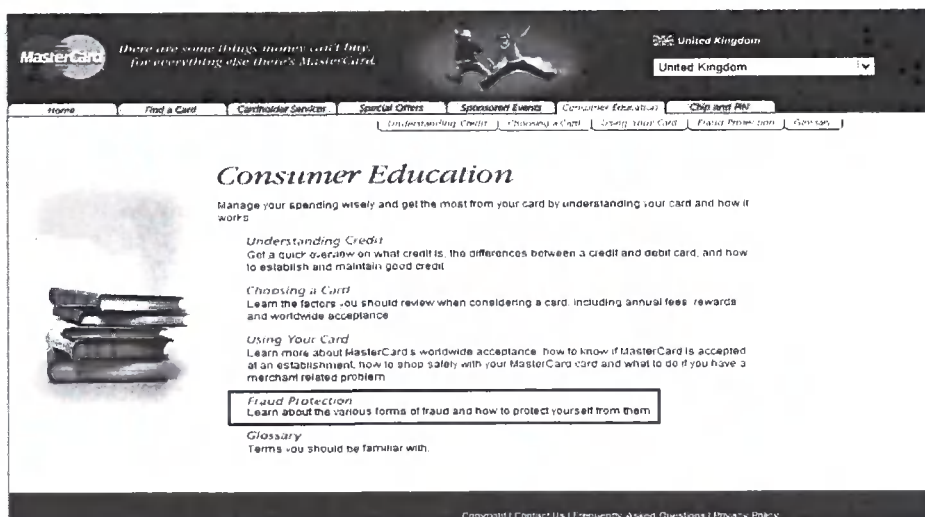 MasterCard
there are some things money can't buy.
for everything else there's MasterCard.
United Kingdom
United Kingdom
Home Find a Card Cardholder Services Special Offers Sponsored Events Consumer Education Chip and PIN
Understanding Credit Choosing a Card Using Your Card Fraud Protection Glossary
Consumer Education
Manage your spending wisely and get the most from your card by understanding your card and how it
works
Understanding Credit
Get a quick overview on what credit is, the differences between a credit and debit card, and how
to establish and maintain good credit
Choosing a Card
Learn the factors you should review when considering a card, including annual fees, rewards
and worldwide acceptance
Using Your Card
Learn more about MasterCard's worldwide acceptance, how to know if MasterCard is accepted
at an establishment, how to shop safely with your MasterCard card and what to do if you have a
merchant related problem
Fraud Protection
Learn about the various forms of fraud and how to protect yourself from them
Glossary
Terms you should be familiar with.
Copyright | Contact Us | Frequently Asked Questions | Privacy Policy